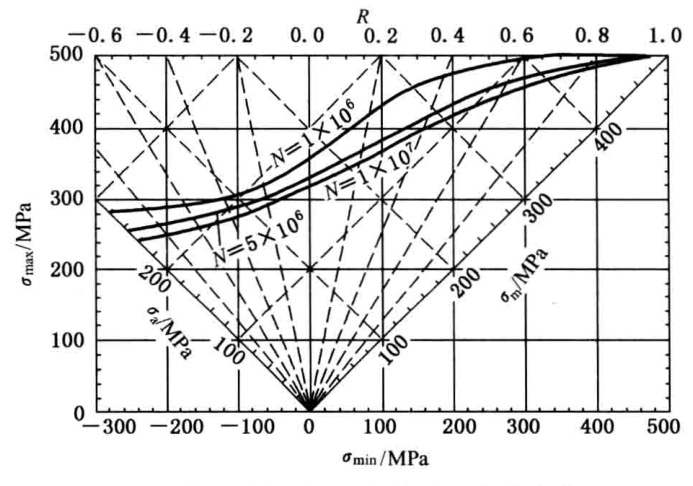 R
-0.6 -0.4 -0.2 0.0 0.2 0.4 0.6 0.8 1.0
500
400
300
200
100
0
σmax/MPa
N=1×10⁶
N=1×10⁷
N=5×10⁶
200
100
σa/MPa
400
300
200
100
σm/MPa
-300 -200 -100 0 100 200 300 400 500
σmin/MPa